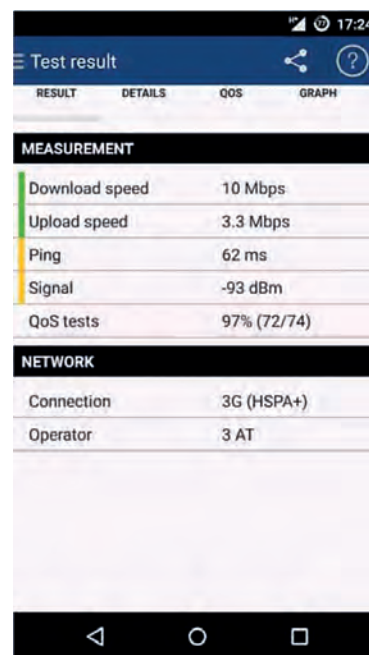 17:24
Test result
RESULT DETAILS QOS GRAPH
MEASUREMENT
Download speed 10 Mbps
Upload speed 3.3 Mbps
Ping 62 ms
Signal -93 dBm
QoS tests 97% (72/74)
NETWORK
Connection 3G (HSPA+)
Operator 3 AT